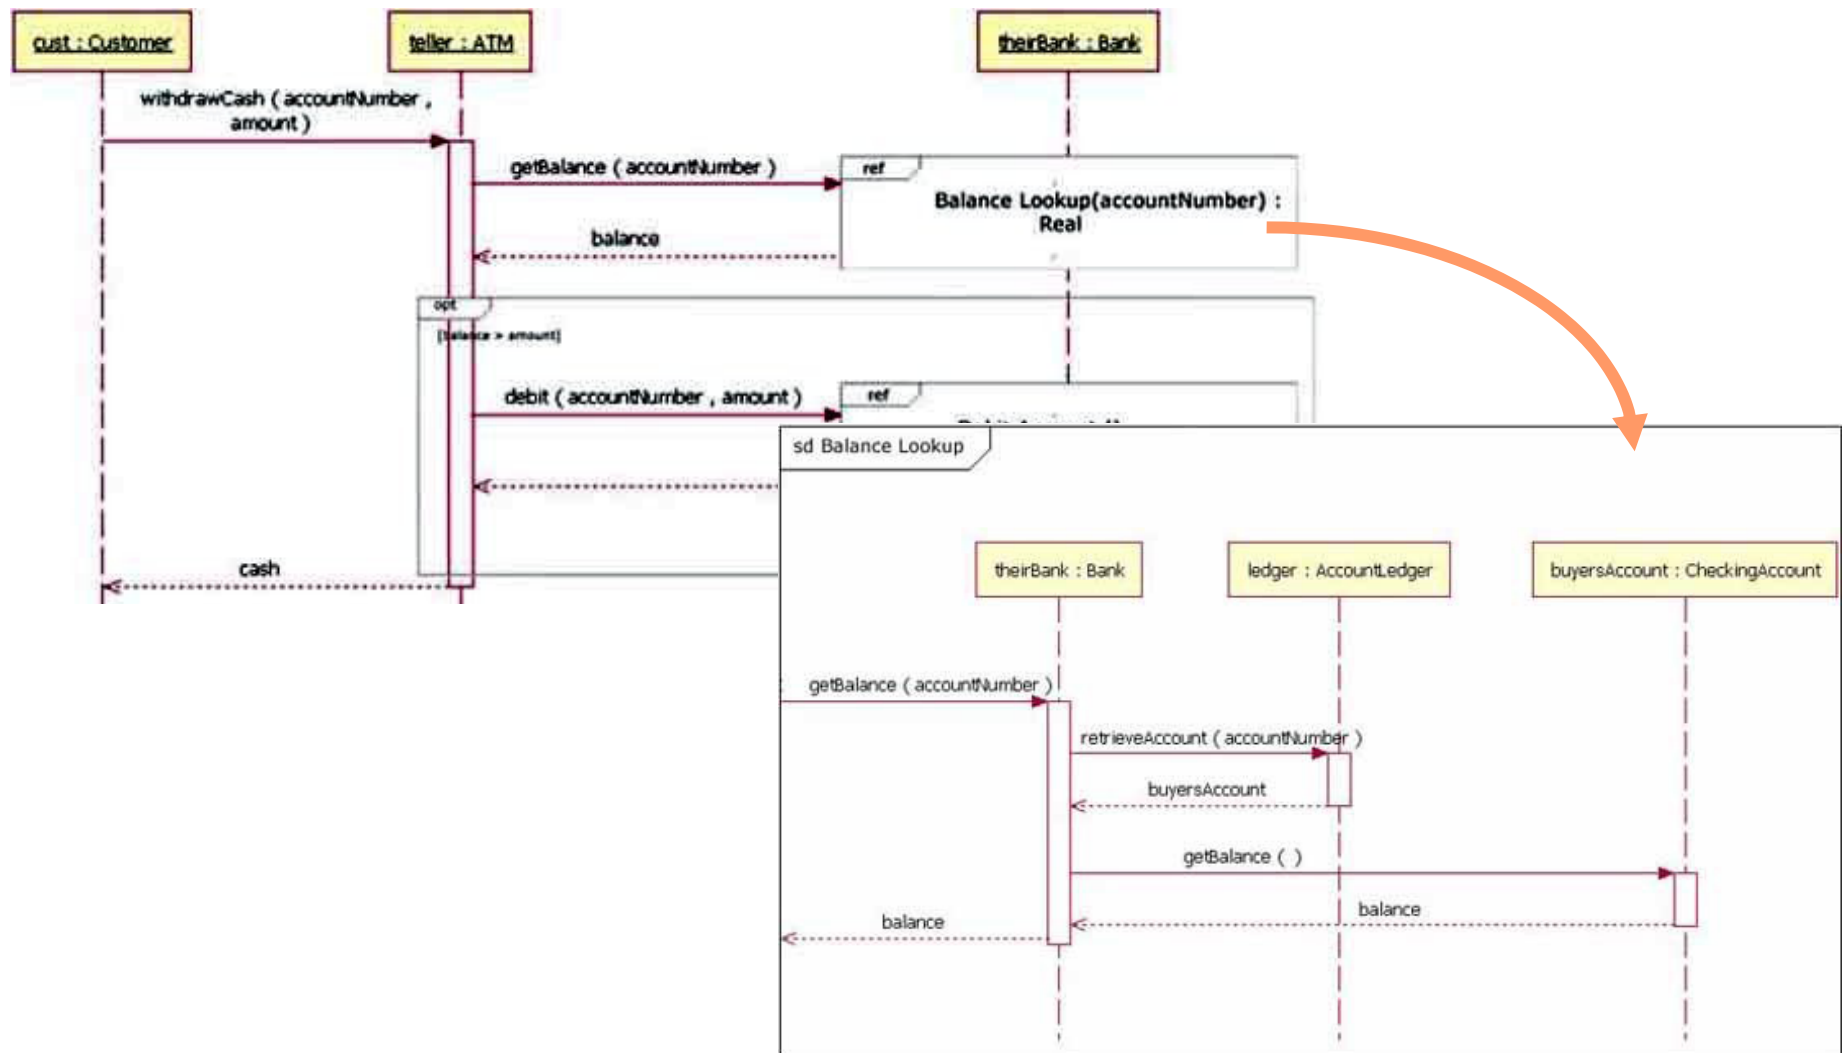 cust : Customer
teller : ATM
theirBank : Bank
withdrawCash ( accountNumber ,
amount )
getBalance ( accountNumber )
ref
Balance Lookup(accountNumber) :
Real
balance
opt
[balance > amount]
debit ( accountNumber , amount )
ref
cash
sd Balance Lookup
theirBank : Bank
ledger : AccountLedger
buyersAccount : CheckingAccount
getBalance ( accountNumber )
retrieveAccount ( accountNumber )
buyersAccount
getBalance ( )
balance
balance